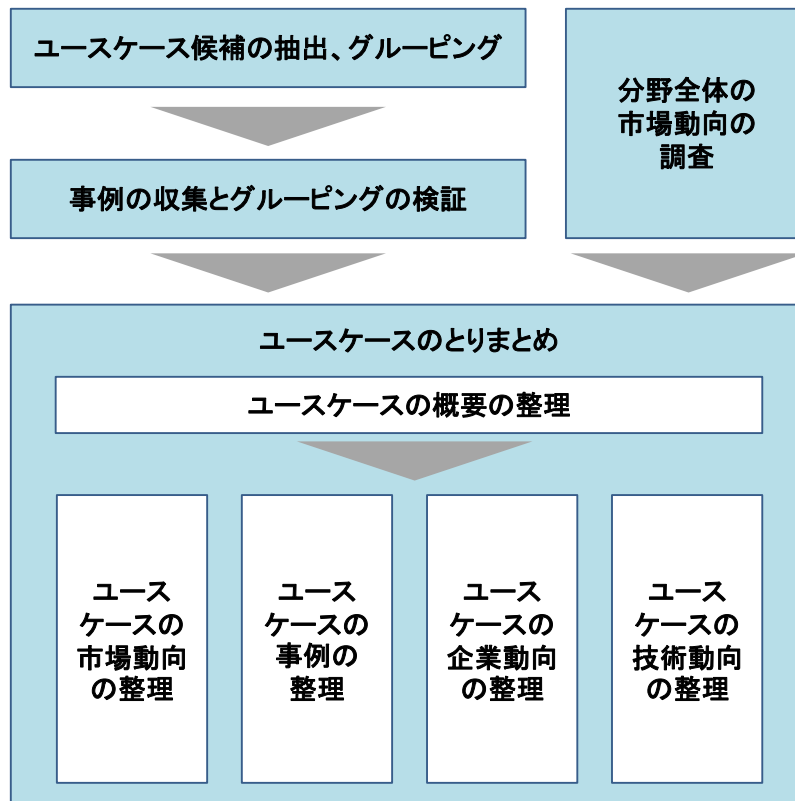 ユースケース候補の抽出、グルーピング
分野全体の
市場動向の
調査
事例の収集とグルーピングの検証
ユースケースのとりまとめ
ユースケースの概要の整理
ユース
ケースの
市場動向
の整理
ユース
ケースの
事例の
整理
ユース
ケースの
企業動向
の整理
ユース
ケースの
技術動向
の整理